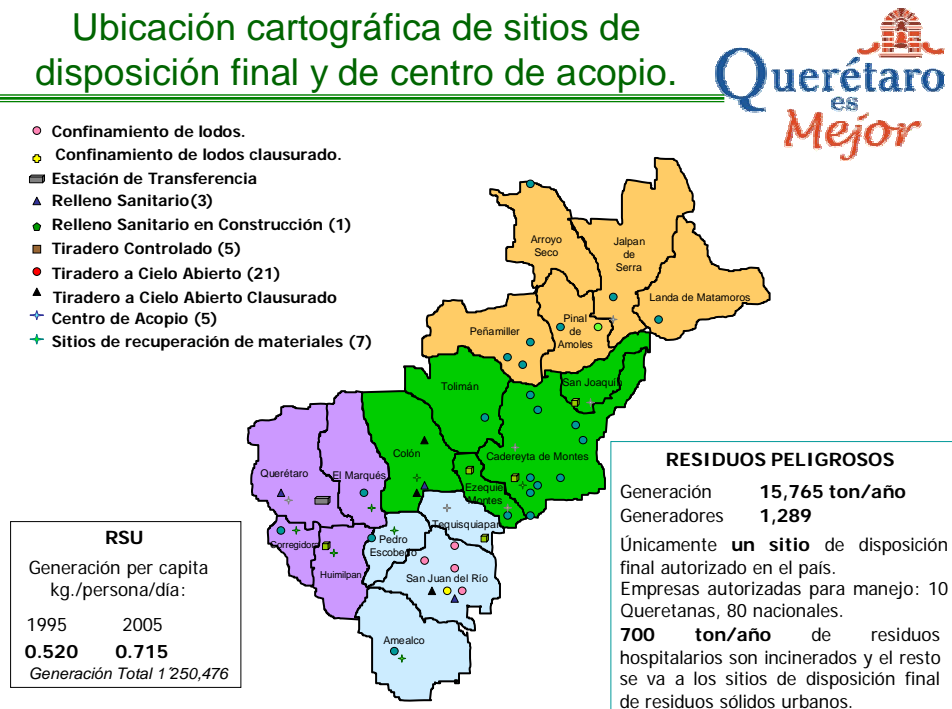 Ubicación cartográfica de sitios de
disposición final y de centro de acopio.
Querétaro
es
Mejor
Confinamiento de lodos.
Confinamiento de lodos clausurado.
Estación de Transferencia
Relleno Sanitario(3)
Relleno Sanitario en Construcción (1)
Tiradero Controlado (5)
Tiradero a Cielo Abierto (21)
Tiradero a Cielo Abierto Clausurado
Centro de Acopio (5)
Sitios de recuperación de materiales (7)
Arroyo
Seco
Jalpan
de
Serra
Landa de Matamoros
Peñamiller
Pinal
de
Amoles
San Joaquín
Tolimán
Colón
Cadereyta de Montes
Querétaro
El Marqués
Ezequiel
Montes
Tequisquiapan
Corregidora
Huimilpan
Pedro
Escobedo
San Juan del Río
Amealco
RSU
Generación per capita
kg./persona/día:
1995 2005
0.520 0.715
Generación Total 1´250,476
RESIDUOS PELIGROSOS
Generación 15,765 ton/año
Generadores 1,289
Únicamente un sitio de disposición
final autorizado en el país.
Empresas autorizadas para manejo: 10
Queretanas, 80 nacionales.
700 ton/año de residuos
hospitalarios son incinerados y el resto
se va a los sitios de disposición final
de residuos sólidos urbanos.